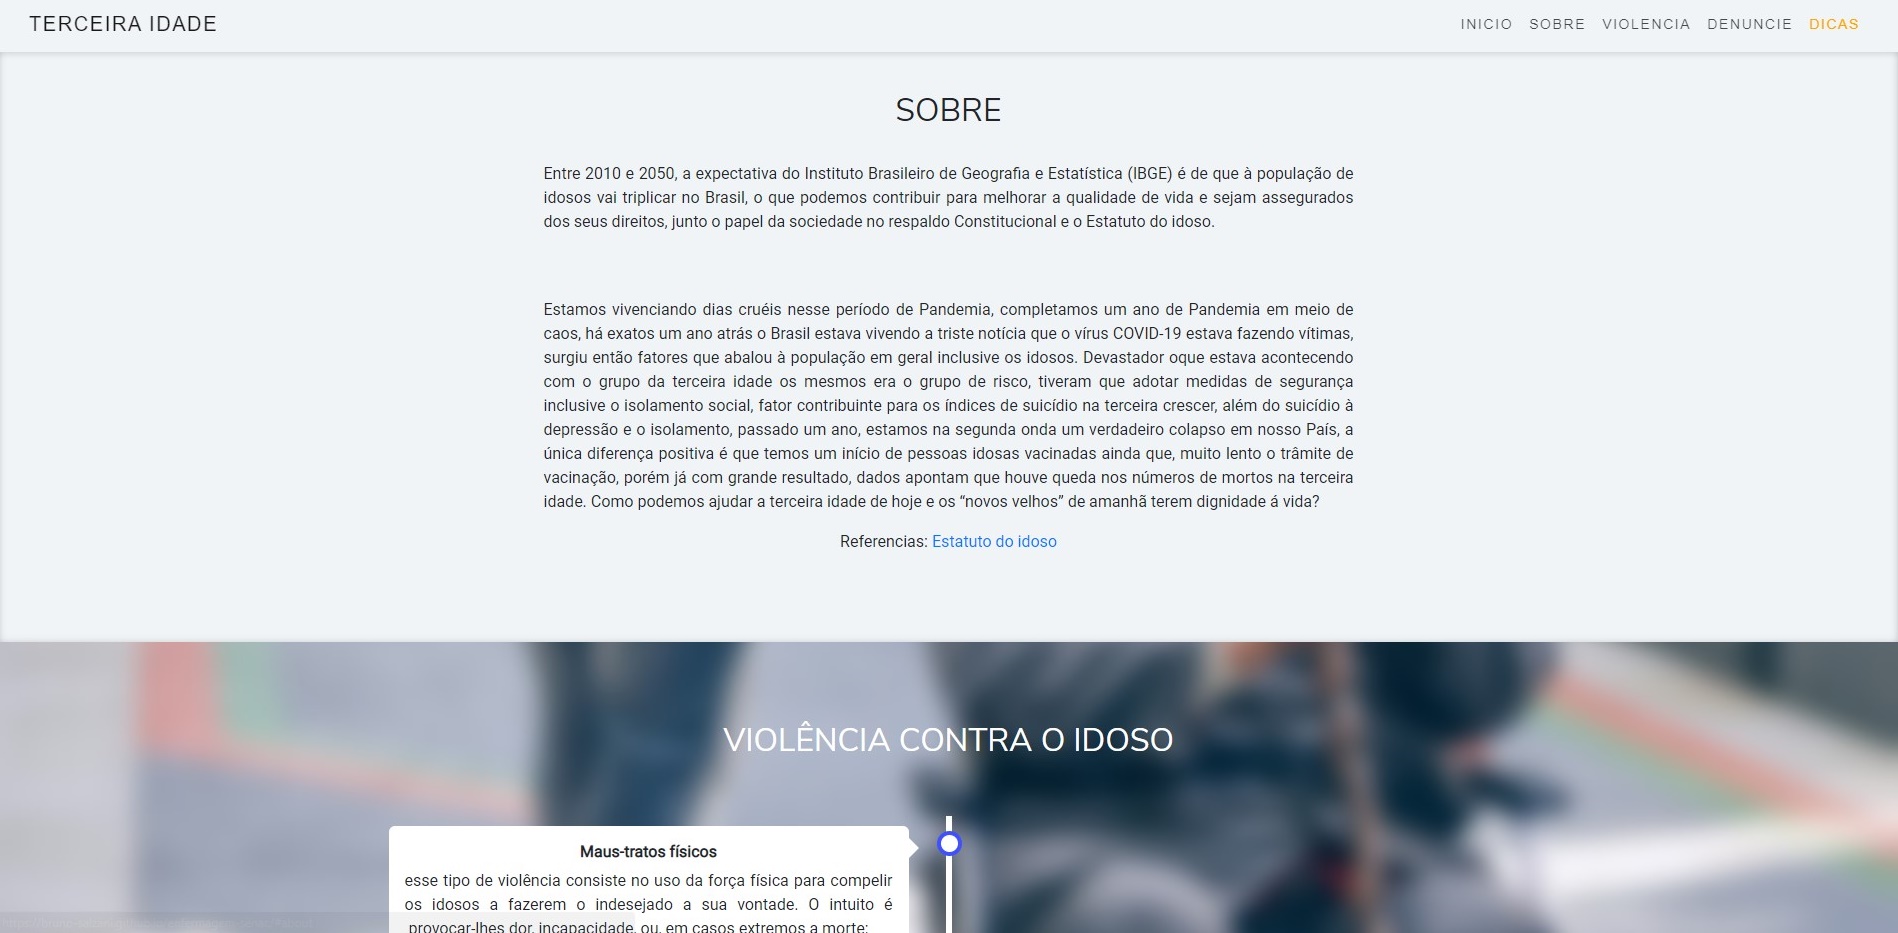 TERCEIRA IDADE
INICIO SOBRE VIOLENCIA DENUNCIE DICAS
SOBRE
Entre 2010 e 2050, a expectativa do Instituto Brasileiro de Geografia e Estatística (IBGE) é de que à população de
idosos vai triplicar no Brasil, o que podemos contribuir para melhorar a qualidade de vida e sejam assegurados
dos seus direitos, junto o papel da sociedade no respaldo Constitucional e o Estatuto do idoso.
Estamos vivenciando dias cruéis nesse período de Pandemia, completamos um ano de Pandemia em meio de
caos, há exatos um ano atrás o Brasil estava vivendo a triste notícia que o vírus COVID-19 estava fazendo vítimas,
surgiu então fatores que abalou à população em geral inclusive os idosos. Devastador oque estava acontecendo
com o grupo da terceira idade os mesmos era o grupo de risco, tiveram que adotar medidas de segurança
inclusive o isolamento social, fator contribuinte para os índices de suicídio na terceira crescer, além do suicídio à
depressão e o isolamento, passado um ano, estamos na segunda onda um verdadeiro colapso em nosso País, a
única diferença positiva é que temos um início de pessoas idosas vacinadas ainda que, muito lento o trâmite de
vacinação, porém já com grande resultado, dados apontam que houve queda nos números de mortos na terceira
idade. Como podemos ajudar a terceira idade de hoje e os “novos velhos” de amanhã terem dignidade á vida?
Referencias: Estatuto do idoso
VIOLÊNCIA CONTRA O IDOSO
Maus-tratos físicos
esse tipo de violência consiste no uso da força física para compelir
os idosos a fazerem o indesejado a sua vontade. O intuito é
provocar-lhes dor, incapacidade, ou, em casos extremos a morte;